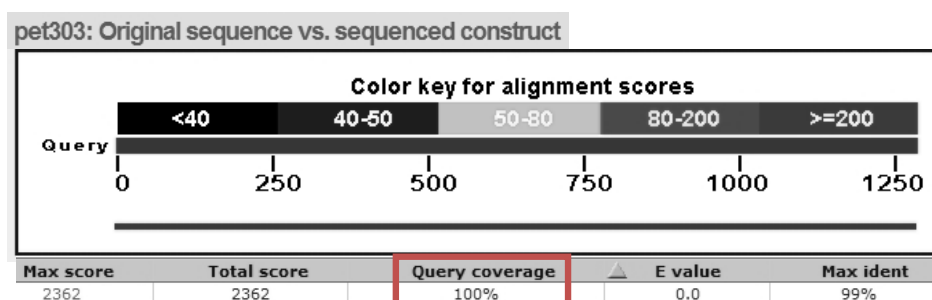 pet303: Original sequence vs. sequenced construct
Color key for alignment scores
<40 40-50 50-80 80-200 >=200
Query
0 250 500 750 1000 1250
Max score Total score Query coverage E value Max ident
2362 2362 100% 0.0 99%